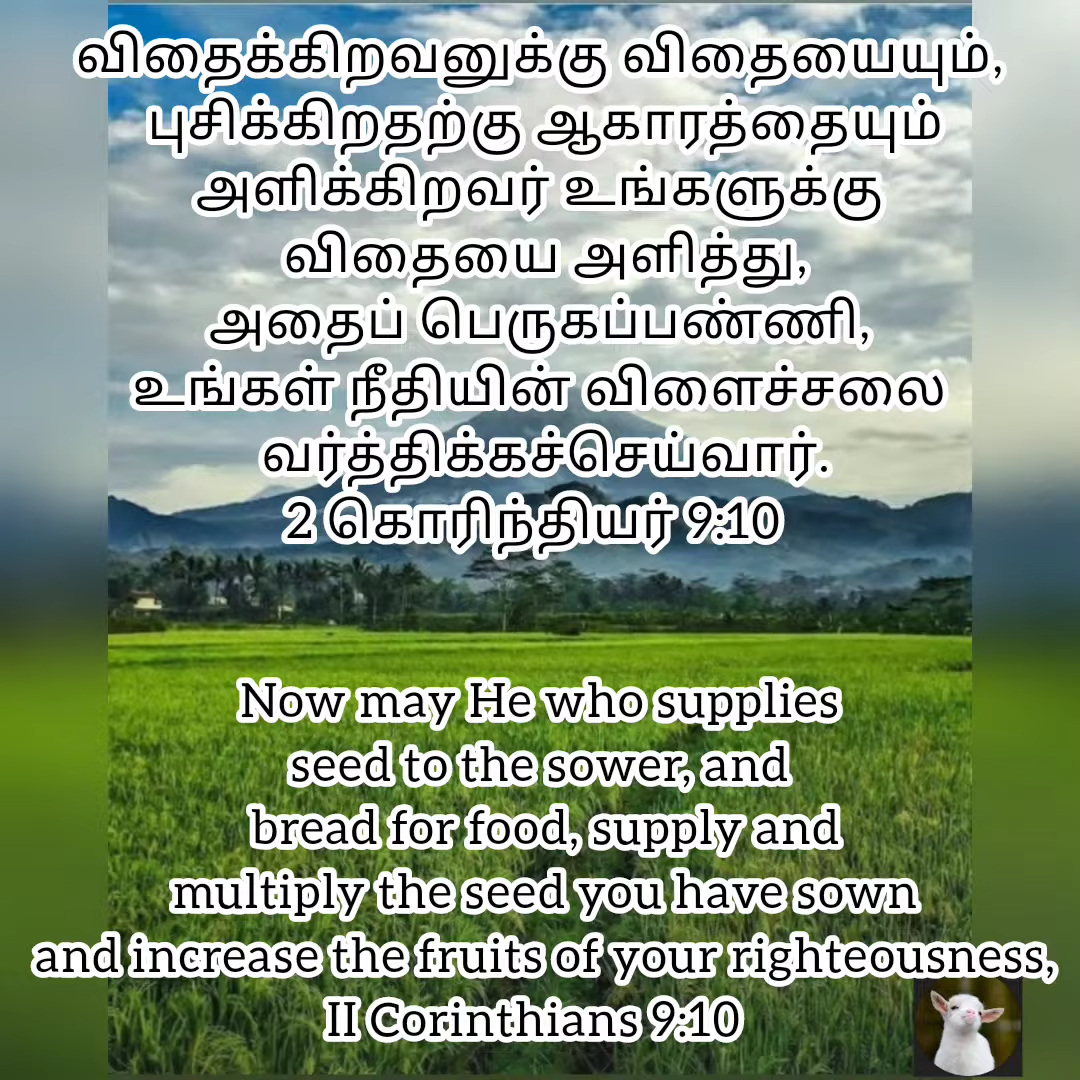 விதைக்கிறவனுக்கு விதையையும்,
புசிக்கிறதற்கு ஆகாரத்தையும்
அளிக்கிறவர் உங்களுக்கு
விதையை அளித்து,
அதைப் பெருகப்பண்ணி,
உங்கள் நீதியின் விளைச்சலை
வர்த்திக்கச்செய்வார்.
2 கொரிந்தியர் 9:10
Now may He who supplies
seed to the sower, and
bread for food, supply and
multiply the seed you have sown
and increase the fruits of your righteousness,
II Corinthians 9:10